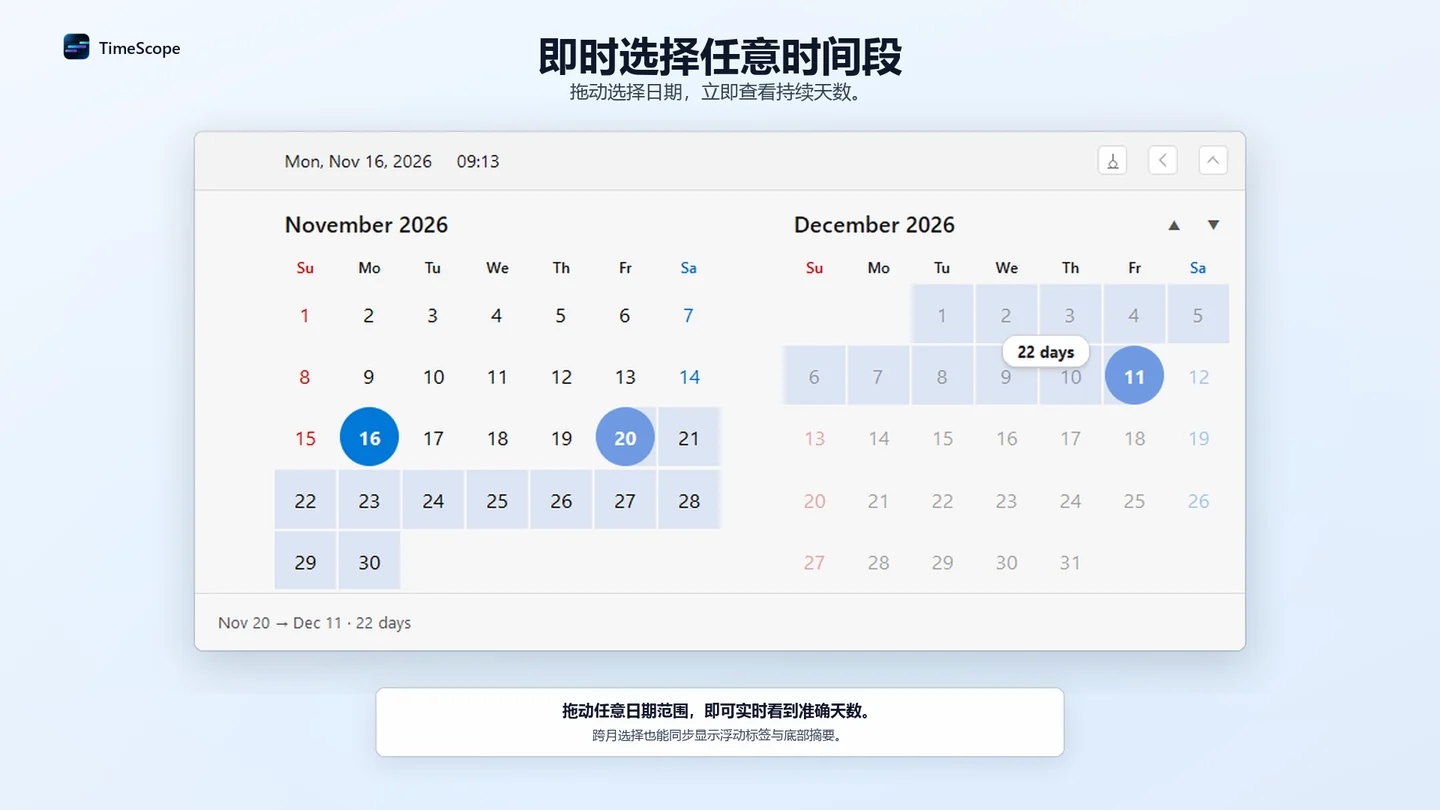 TimeScope
即时选择任意时间段
拖动选择日期，立即查看持续天数。
Mon, Nov 16, 2026 09:13
November 2026
Su Mo Tu We Th Fr Sa
1 2 3 4 5 6 7
8 9 10 11 12 13 14
15 16 17 18 19 20 21
22 23 24 25 26 27 28
29 30
December 2026
▲ ▼
Su Mo Tu We Th Fr Sa
1 2 3 4 5
22 days
6 7 8 9 10 11 12
13 14 15 16 17 18 19
20 21 22 23 24 25 26
27 28 29 30 31
Nov 20 → Dec 11 · 22 days
拖动任意日期范围，即可实时看到准确天数。
跨月选择也能同步显示浮动标签与底部摘要。